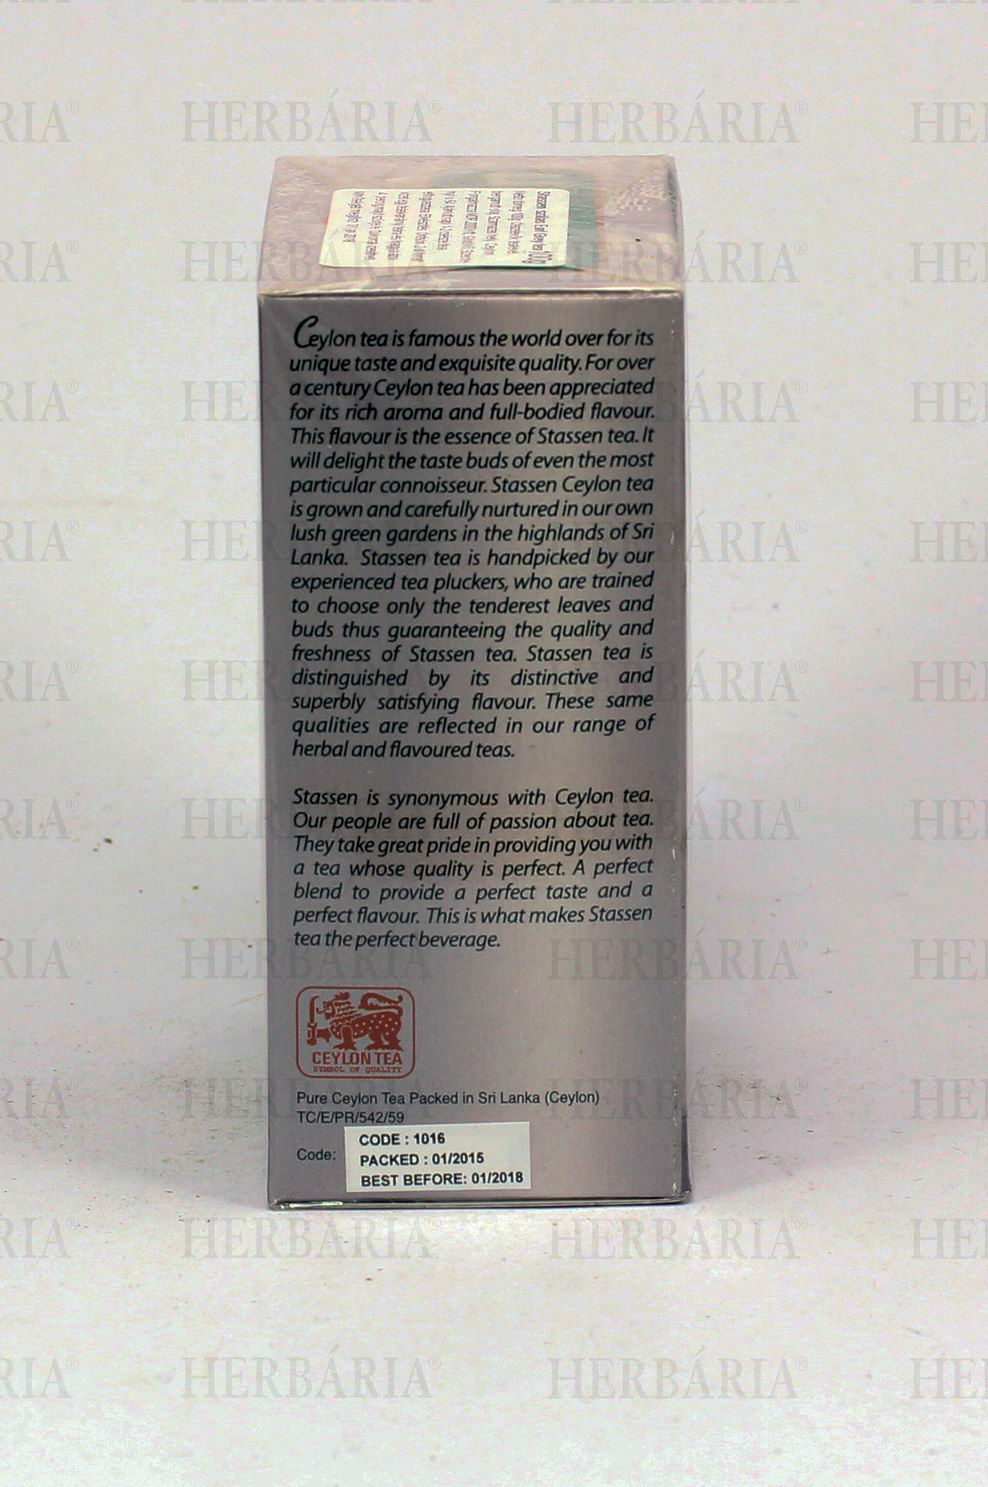 HERBÁRIA®
Stassen szálas Earl Grey tea 100g
Ceylon tea is famous the world over for its
unique taste and exquisite quality. For over
a century Ceylon tea has been appreciated
for its rich aroma and full-bodied flavour.
This flavour is the essence of Stassen tea. It
will delight the taste buds of even the most
particular connoisseur. Stassen Ceylon tea
is grown and carefully nurtured in our own
lush green gardens in the highlands of Sri
Lanka. Stassen tea is handpicked by our
experienced tea pluckers, who are trained
to choose only the tenderest leaves and
buds thus guaranteeing the quality and
freshness of Stassen tea. Stassen tea is
distinguished by its distinctive and
superbly satisfying flavour. These same
qualities are reflected in our range of
herbal and flavoured teas.
Stassen is synonymous with Ceylon tea.
Our people are full of passion about tea.
They take great pride in providing you with
a tea whose quality is perfect. A perfect
blend to provide a perfect taste and a
perfect flavour. This is what makes Stassen
tea the perfect beverage.
CEYLON TEA
SYMBOL OF QUALITY
Pure Ceylon Tea Packed in Sri Lanka (Ceylon)
TC/E/PR/542/59
Code:
CODE : 1016
PACKED : 01/2015
BEST BEFORE: 01/2018